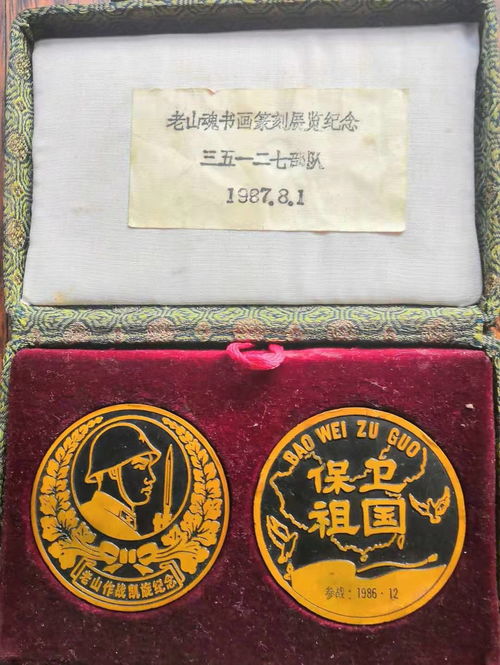 老山魂书画篆刻展览纪念
三五一二七部队
1987.8.1
老山作战凯旋纪念
BAO WEI ZU GUO
保卫
祖国
参战：1986·12